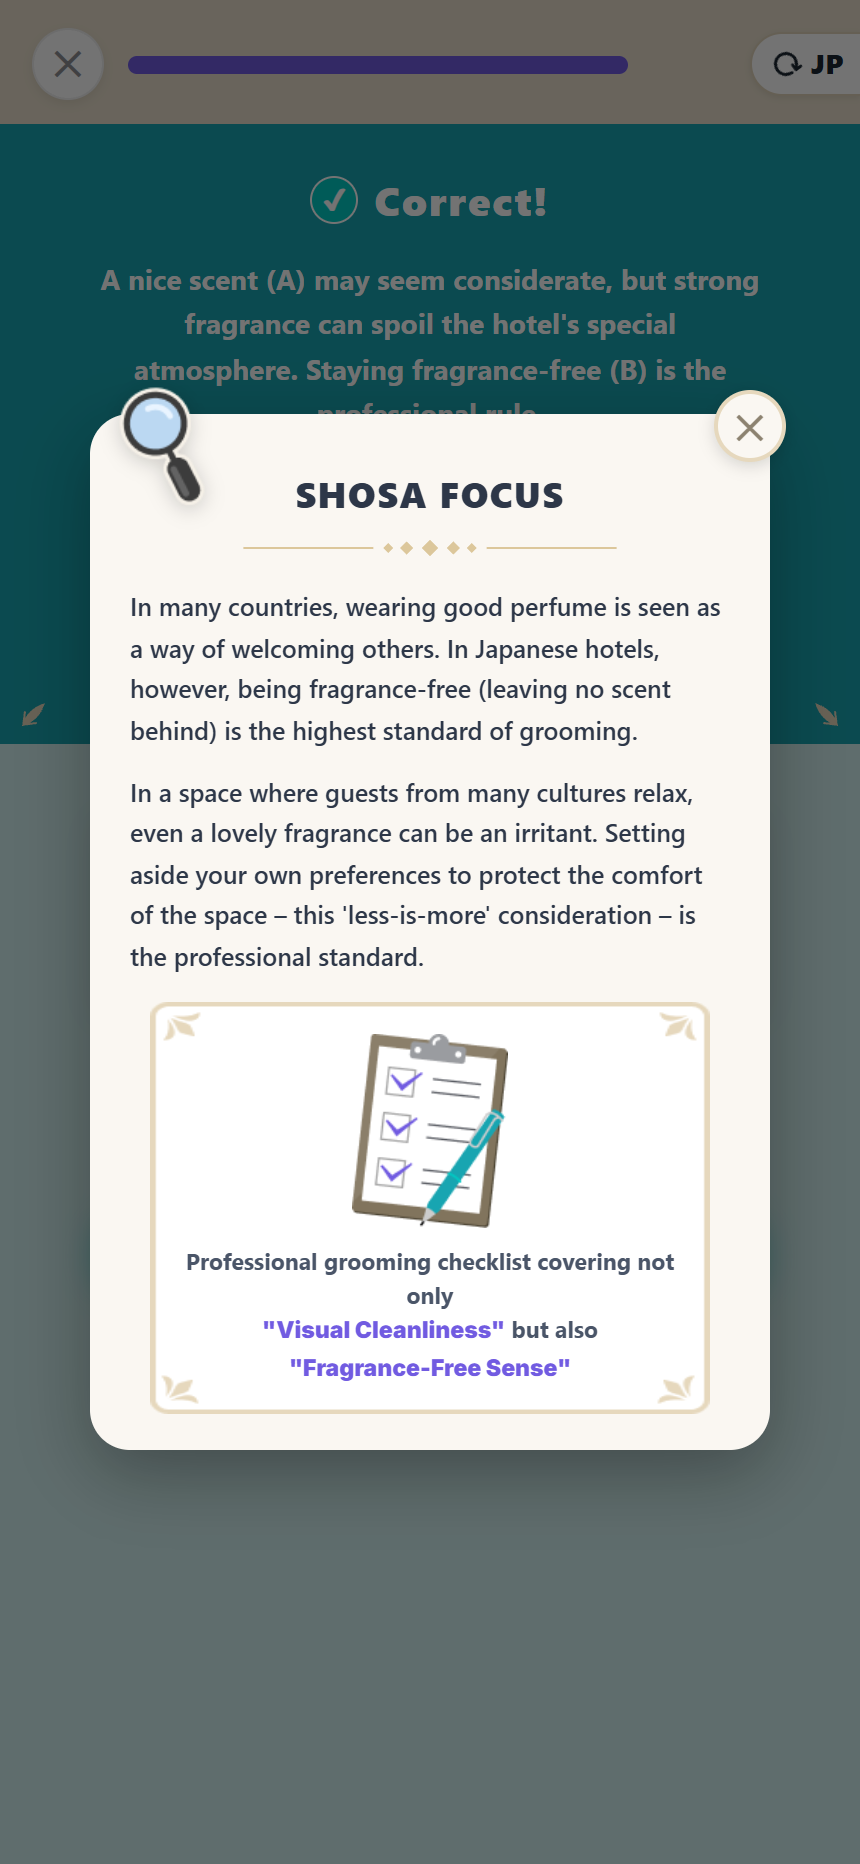 JP
Correct!
A nice scent (A) may seem considerate, but strong
fragrance can spoil the hotel's special
atmosphere. Staying fragrance-free (B) is the
professional rule.
SHOSA FOCUS
In many countries, wearing good perfume is seen as
a way of welcoming others. In Japanese hotels,
however, being fragrance-free (leaving no scent
behind) is the highest standard of grooming.
In a space where guests from many cultures relax,
even a lovely fragrance can be an irritant. Setting
aside your own preferences to protect the comfort
of the space – this 'less-is-more' consideration – is
the professional standard.
Professional grooming checklist covering not
only
"Visual Cleanliness" but also
"Fragrance-Free Sense"